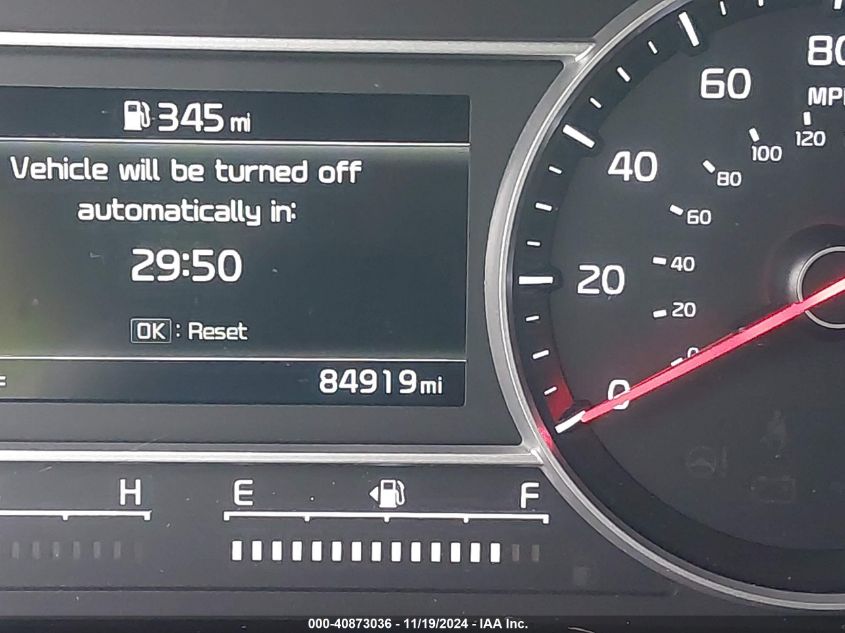 345 mi
Vehicle will be turned off
automatically in:
29:50
OK : Reset
84919 mi
H
E
F
0
20
40
60
80
MPH
0
20
40
60
80
100
120
000-40873036 - 11/19/2024 - IAA Inc.